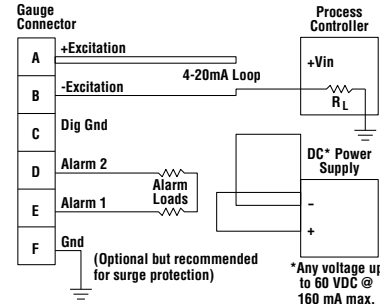 Gauge
Connector
Process
Controller
A
+Excitation
+Vin
4-20mA Loop
B
-Excitation
RL
C
Dig Gnd
DC* Power
Supply
D
Alarm 2
Alarm
Loads
–
E
Alarm 1
+
F
Gnd
(Optional but recommended
for surge protection)
*Any voltage up
to 60 VDC @
160 mA max.